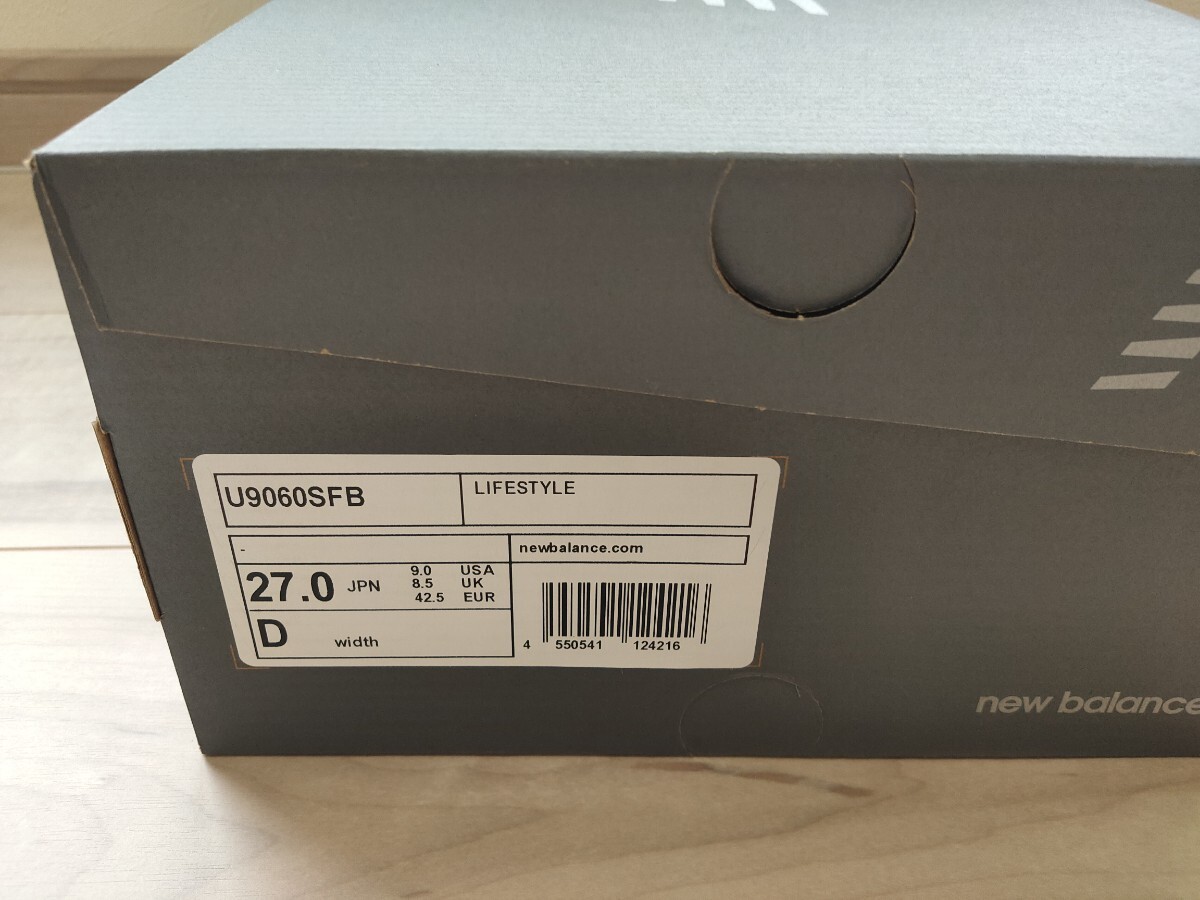 U9060SFB
LIFESTYLE
-
newbalance.com
27.0 JPN
9.0 USA
8.5 UK
42.5 EUR
D width
4 550541 124216
new balance